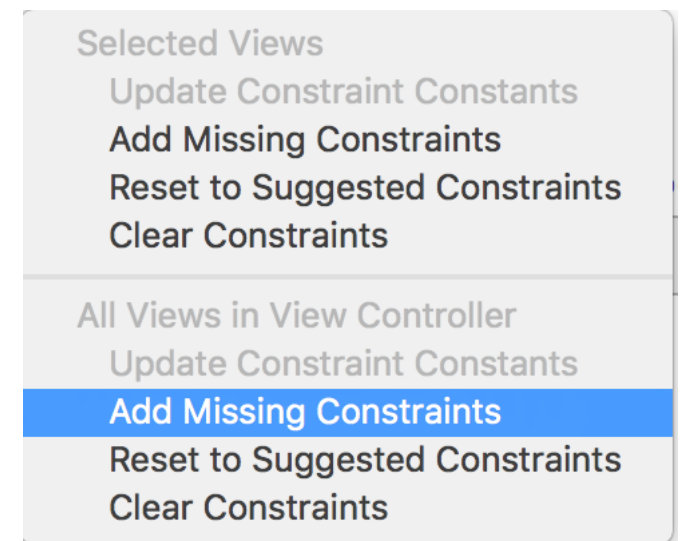 Selected Views
Update Constraint Constants
Add Missing Constraints
Reset to Suggested Constraints
Clear Constraints
All Views in View Controller
Update Constraint Constants
Add Missing Constraints
Reset to Suggested Constraints
Clear Constraints